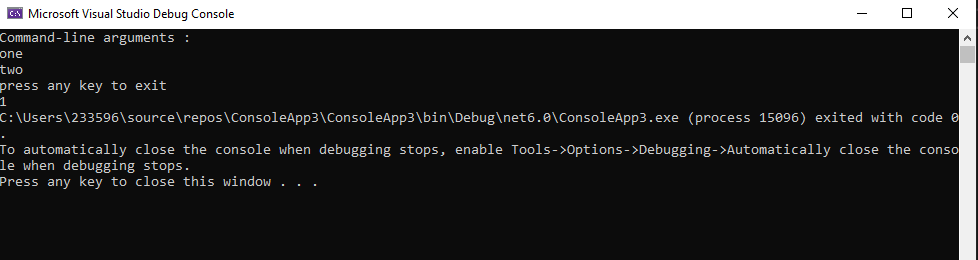 Microsoft Visual Studio Debug Console
Command-line arguments :
one
two
press any key to exit
1
C:\Users\233596\source\repos\ConsoleApp3\ConsoleApp3\bin\Debug\net6.0\ConsoleApp3.exe (process 15096) exited with code 0
.
To automatically close the console when debugging stops, enable Tools->Options->Debugging->Automatically close the conso
le when debugging stops.
Press any key to close this window . . .